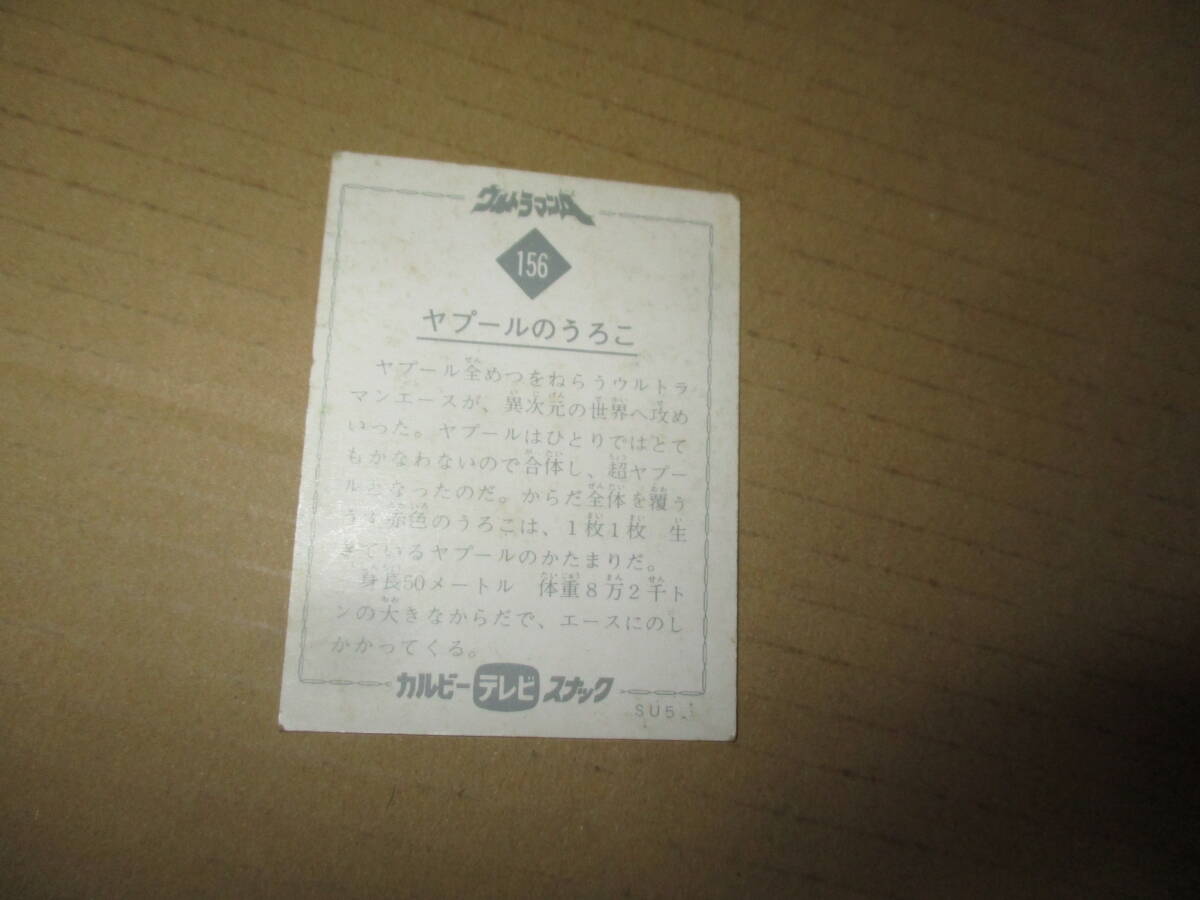 ウルトラマンA
156
ヤプールのうろこ
ヤプール全めつをねらうウルトラ
マンエースが、異次元の世界へ攻め
いった。ヤプールはひとりではとて
もかなわないので合体し、超ヤプー
ルとなったのだ。からだ全体を覆う
うす赤色のうろこは、1枚1枚 生
きているヤプールのかたまりだ。
身長50メートル 体重8万2千ト
ンの大きなからだで、エースにのし
かかってくる。
カルビーテレビスナック
SU5